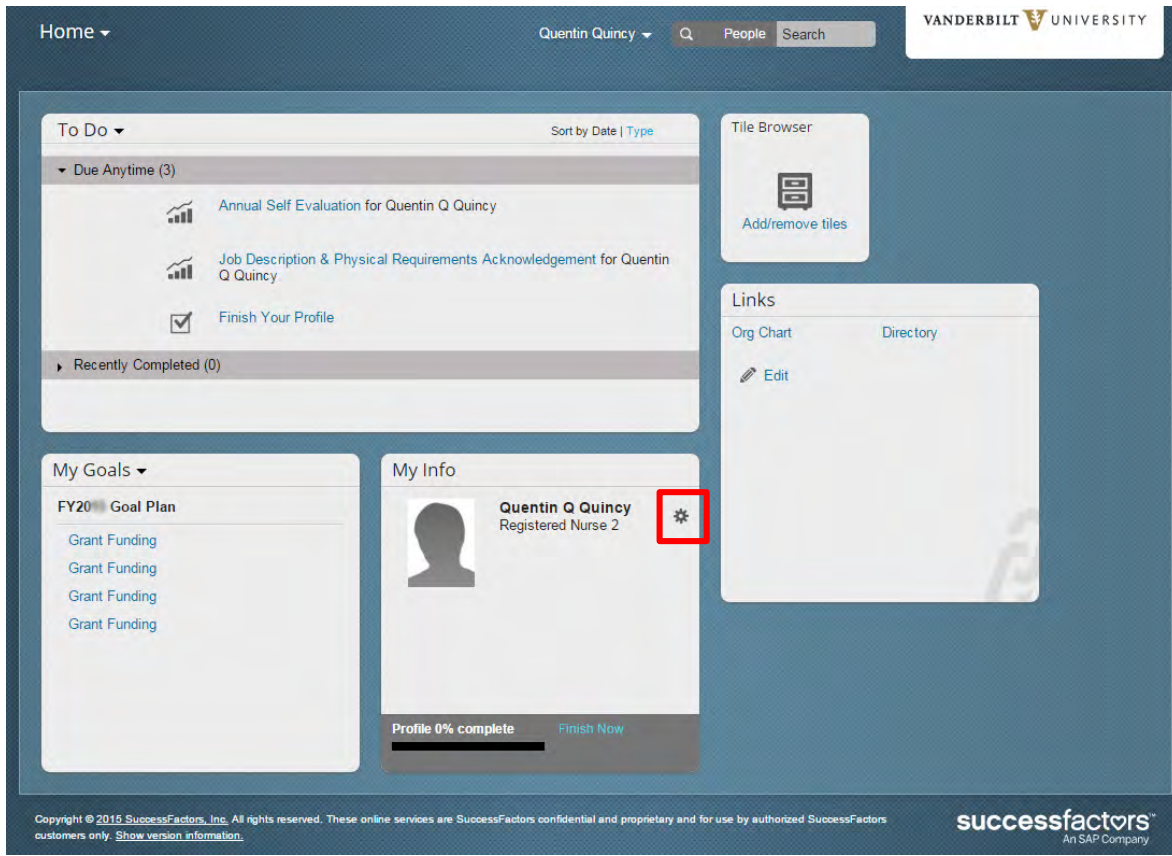 Home
Quentin Quincy
People Search
VANDERBILT UNIVERSITY
To Do
Sort by Date | Type
Due Anytime (3)
Annual Self Evaluation for Quentin Q Quincy
Job Description & Physical Requirements Acknowledgement for Quentin
Q Quincy
Finish Your Profile
Recently Completed (0)
Tile Browser
Add/remove tiles
Links
Org Chart Directory
Edit
My Goals
FY20 Goal Plan
Grant Funding
Grant Funding
Grant Funding
Grant Funding
My Info
Quentin Q Quincy
Registered Nurse 2
Profile 0% complete Finish Now
Copyright © 2015 SuccessFactors, Inc. All rights reserved. These online services are SuccessFactors confidential and proprietary and for use by authorized SuccessFactors
customers only. Show version information.
successfactors™
An SAP Company